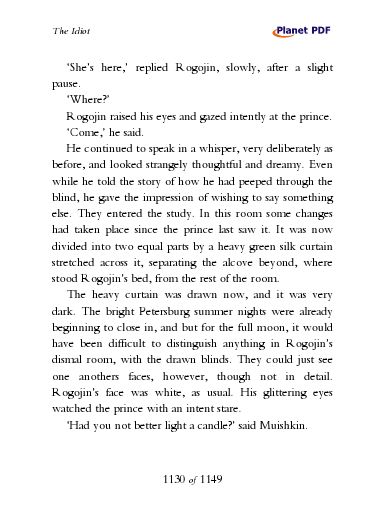 The Idiot
Planet PDF
‘She’s here,’ replied Rogojin, slowly, after a slight
pause.
‘Where?’
Rogojin raised his eyes and gazed intently at the prince.
‘Come,’ he said.
He continued to speak in a whisper, very deliberately as
before, and looked strangely thoughtful and dreamy. Even
while he told the story of how he had peeped through the
blind, he gave the impression of wishing to say something
else. They entered the study. In this room some changes
had taken place since the prince last saw it. It was now
divided into two equal parts by a heavy green silk curtain
stretched across it, separating the alcove beyond, where
stood Rogojin’s bed, from the rest of the room.
The heavy curtain was drawn now, and it was very
dark. The bright Petersburg summer nights were already
beginning to close in, and but for the full moon, it would
have been difficult to distinguish anything in Rogojin’s
dismal room, with the drawn blinds. They could just see
one anothers faces, however, though not in detail.
Rogojin’s face was white, as usual. His glittering eyes
watched the prince with an intent stare.
‘Had you not better light a candle?’ said Muishkin.
1130 of 1149